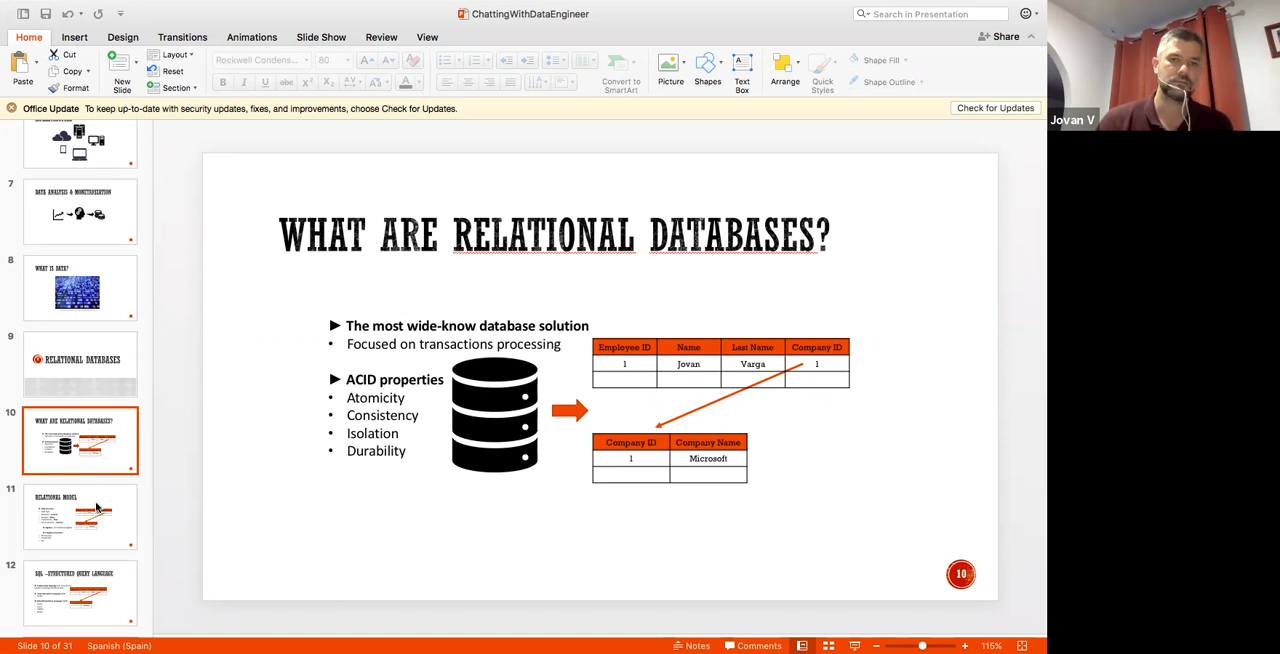 ChattingWithDataEngineer
Search in Presentation
Home Insert Design Transitions Animations Slide Show Review View
Share
Paste
Cut
Copy
Format
New Slide
Layout
Reset
Section
Rockwell Condens...
80
Convert to SmartArt
Picture
Shapes
Text Box
Arrange
Quick Styles
Shape Fill
Shape Outline
Office Update To keep up-to-date with security updates, fixes, and improvements, choose Check for Updates.
Check for Updates
Jovan V
7
DATA ANALYSIS & MONETARIZATION
8
WHAT IS DATA?
9
RELATIONAL DATABASES
10
WHAT ARE RELATIONAL DATABASES?
11
RELATIONAL MODEL
12
SQL – STRUCTURED QUERY LANGUAGE
WHAT ARE RELATIONAL DATABASES?
► The most wide-know database solution
• Focused on transactions processing
► ACID properties
• Atomicity
• Consistency
• Isolation
• Durability
Employee ID Name Last Name Company ID
1 Jovan Varga 1
Company ID Company Name
1 Microsoft
10
Slide 10 of 31
Spanish (Spain)
Notes
Comments
115%